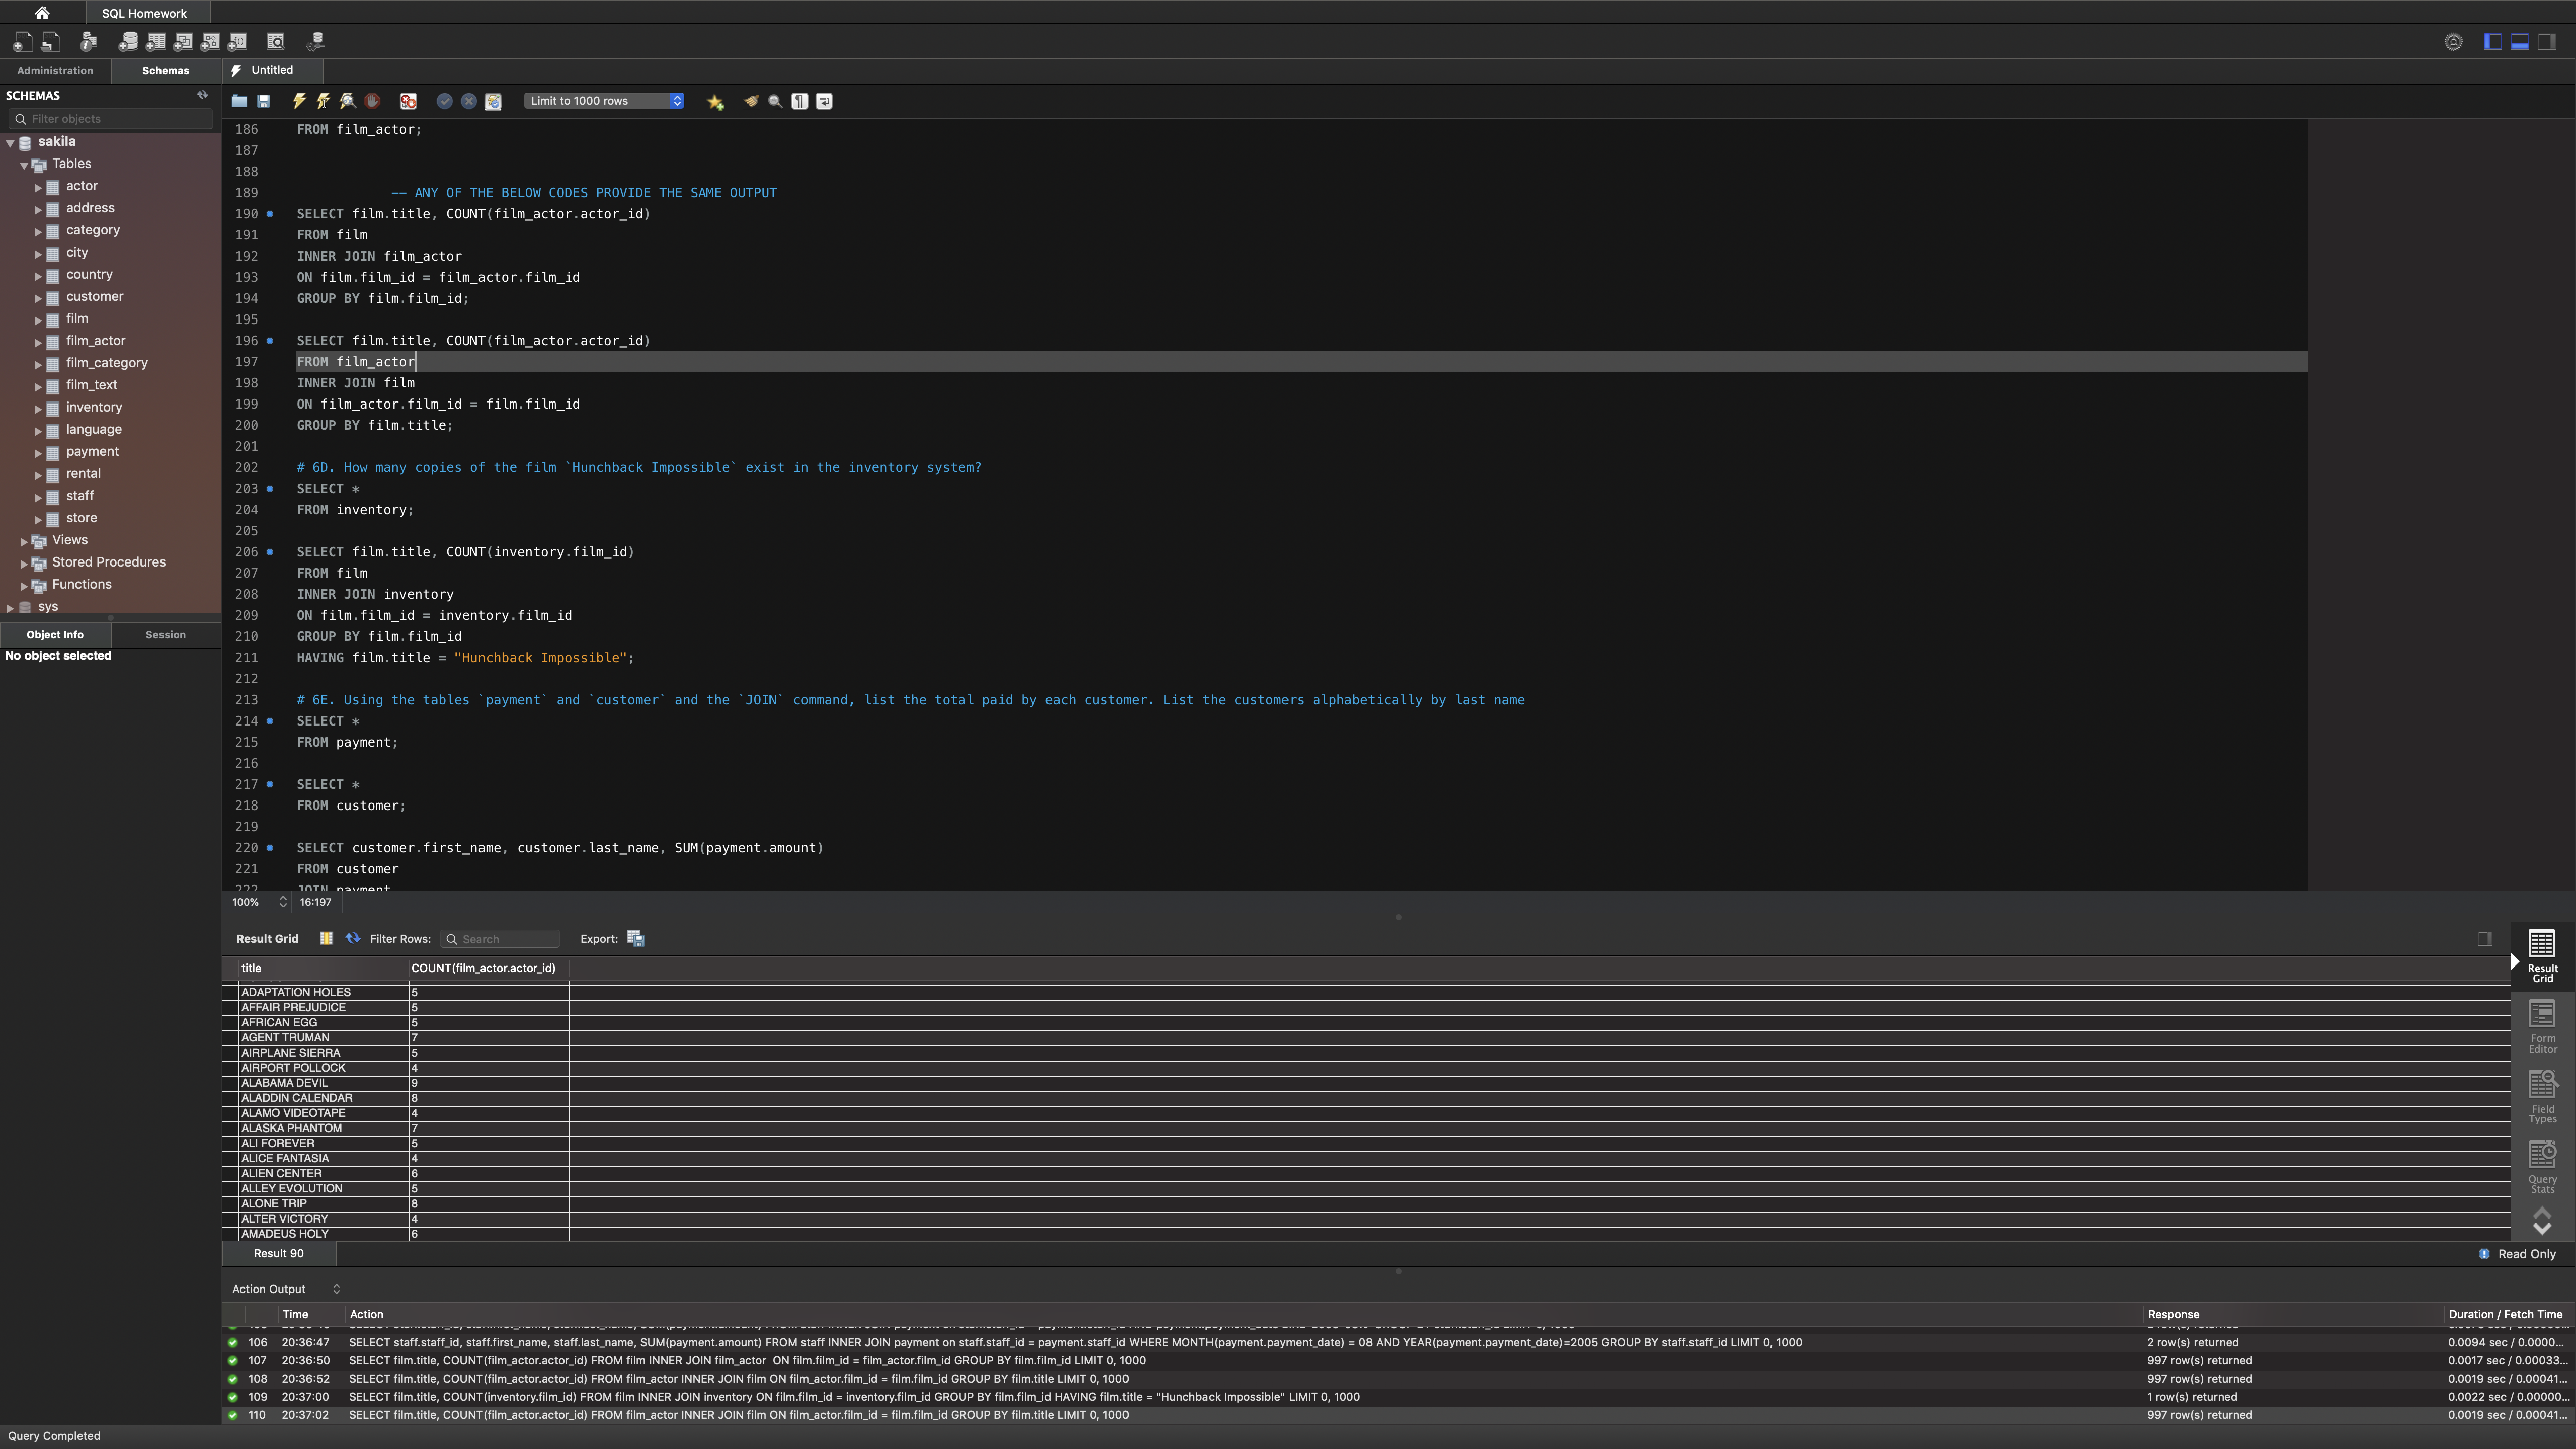 SQL Homework
Administration
Schemas
Untitled
SCHEMAS
Filter objects
sakila
Tables
actor
address
category
city
country
customer
film
film_actor
film_category
film_text
inventory
language
payment
rental
staff
store
Views
Stored Procedures
Functions
sys
Object Info
Session
No object selected
Limit to 1000 rows
186 FROM film_actor;
187
188
189 -- ANY OF THE BELOW CODES PROVIDE THE SAME OUTPUT
190 SELECT film.title, COUNT(film_actor.actor_id)
191 FROM film
192 INNER JOIN film_actor
193 ON film.film_id = film_actor.film_id
194 GROUP BY film.film_id;
195
196 SELECT film.title, COUNT(film_actor.actor_id)
197 FROM film_actor
198 INNER JOIN film
199 ON film_actor.film_id = film.film_id
200 GROUP BY film.title;
201
202 # 6D. How many copies of the film `Hunchback Impossible` exist in the inventory system?
203 SELECT *
204 FROM inventory;
205
206 SELECT film.title, COUNT(inventory.film_id)
207 FROM film
208 INNER JOIN inventory
209 ON film.film_id = inventory.film_id
210 GROUP BY film.film_id
211 HAVING film.title = "Hunchback Impossible";
212
213 # 6E. Using the tables `payment` and `customer` and the `JOIN` command, list the total paid by each customer. List the customers alphabetically by last name
214 SELECT *
215 FROM payment;
216
217 SELECT *
218 FROM customer;
219
220 SELECT customer.first_name, customer.last_name, SUM(payment.amount)
221 FROM customer
222 JOIN payment
100% 16:197
Result Grid Filter Rows: Search Export:
title COUNT(film_actor.actor_id)
ADAPTATION HOLES 5
AFFAIR PREJUDICE 5
AFRICAN EGG 5
AGENT TRUMAN 7
AIRPLANE SIERRA 5
AIRPORT POLLOCK 4
ALABAMA DEVIL 9
ALADDIN CALENDAR 8
ALAMO VIDEOTAPE 4
ALASKA PHANTOM 7
ALI FOREVER 5
ALICE FANTASIA 4
ALIEN CENTER 6
ALLEY EVOLUTION 5
ALONE TRIP 8
ALTER VICTORY 4
AMADEUS HOLY 6
Result
Grid
Form
Editor
Field
Types
Query
Stats
Result 90
Read Only
Action Output
Time Action Response Duration / Fetch Time
106 20:36:47 SELECT staff.staff_id, staff.first_name, staff.last_name, SUM(payment.amount) FROM staff INNER JOIN payment on staff.staff_id = payment.staff_id WHERE MONTH(payment.payment_date) = 08 AND YEAR(payment.payment_date)=2005 GROUP BY staff.staff_id LIMIT 0, 1000 2 row(s) returned 0.0094 sec / 0.0000...
107 20:36:50 SELECT film.title, COUNT(film_actor.actor_id) FROM film INNER JOIN film_actor  ON film.film_id = film_actor.film_id GROUP BY film.film_id LIMIT 0, 1000 997 row(s) returned 0.0017 sec / 0.00033...
108 20:36:52 SELECT film.title, COUNT(film_actor.actor_id) FROM film_actor INNER JOIN film ON film_actor.film_id = film.film_id GROUP BY film.title LIMIT 0, 1000 997 row(s) returned 0.0019 sec / 0.00041...
109 20:37:00 SELECT film.title, COUNT(inventory.film_id) FROM film INNER JOIN inventory ON film.film_id = inventory.film_id GROUP BY film.film_id HAVING film.title = "Hunchback Impossible" LIMIT 0, 1000 1 row(s) returned 0.0022 sec / 0.00000...
110 20:37:02 SELECT film.title, COUNT(film_actor.actor_id) FROM film_actor INNER JOIN film ON film_actor.film_id = film.film_id GROUP BY film.title LIMIT 0, 1000 997 row(s) returned 0.0019 sec / 0.00041...
Query Completed